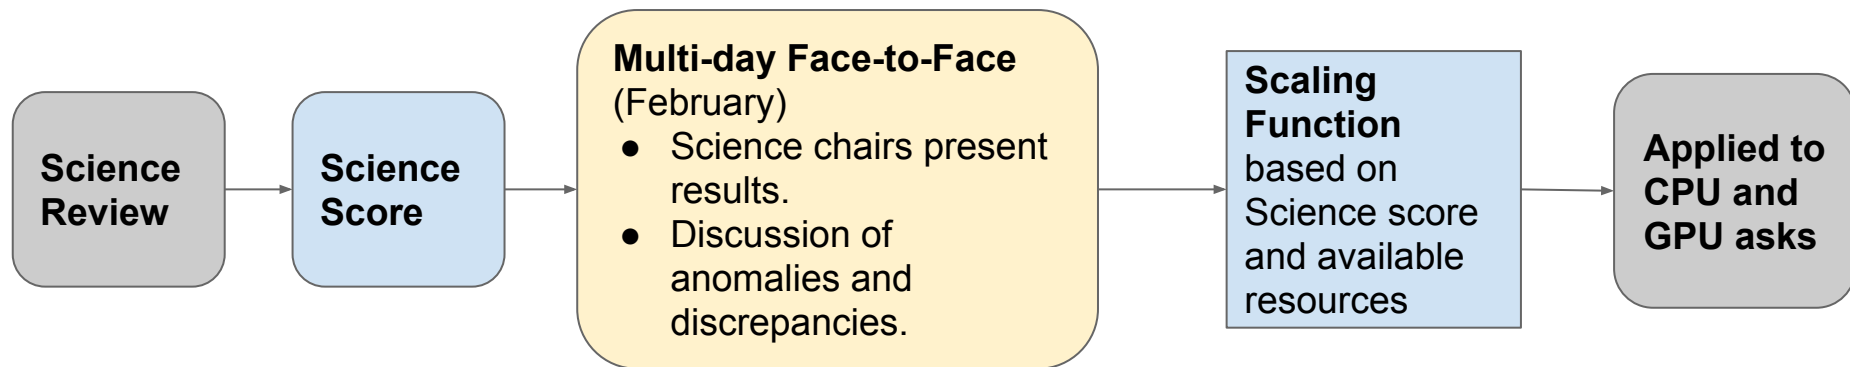 Science
Review
Science
Score
Multi-day Face-to-Face
(February)
● Science chairs present
results.
● Discussion of
anomalies and
discrepancies.
Scaling
Function
based on
Science score
and available
resources
Applied to
CPU and
GPU asks